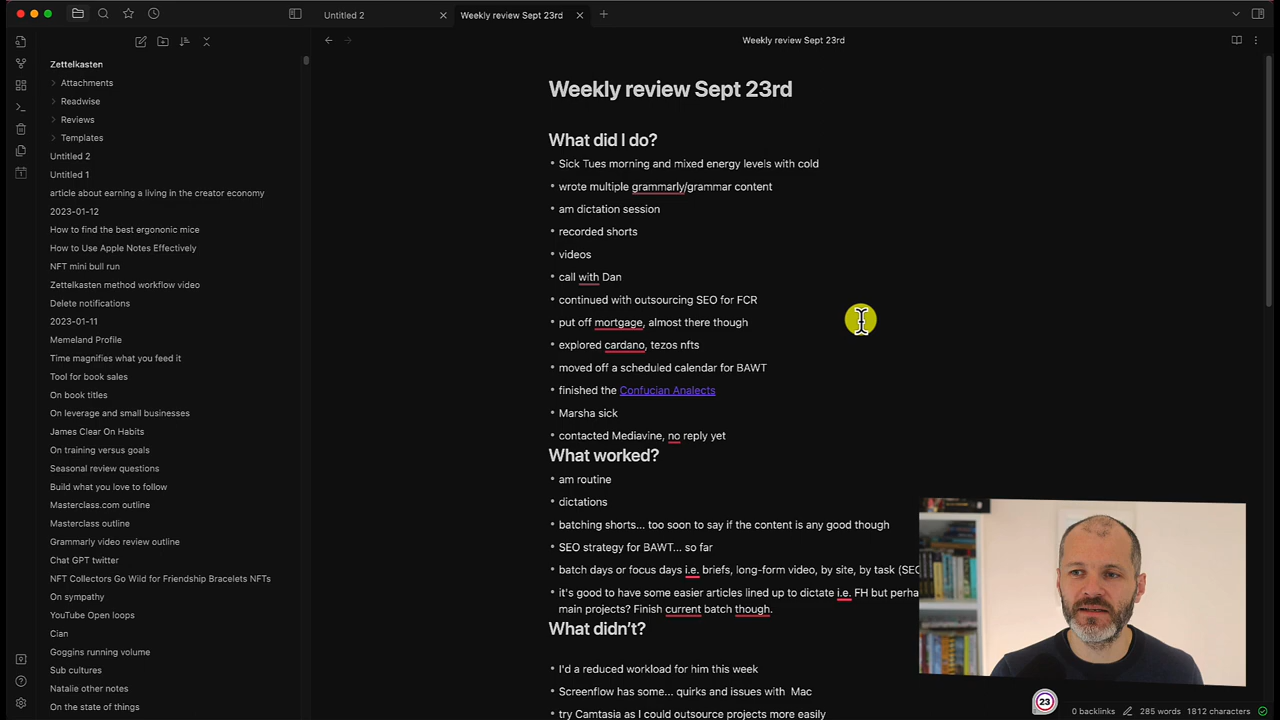 Untitled 2
Weekly review Sept 23rd
Weekly review Sept 23rd
Zettelkasten
Attachments
Readwise
Reviews
Templates
Untitled 2
Untitled 1
article about earning a living in the creator economy
2023-01-12
How to find the best ergononic mice
How to Use Apple Notes Effectively
NFT mini bull run
Zettelkasten method workflow video
Delete notifications
2023-01-11
Memeland Profile
Time magnifies what you feed it
Tool for book sales
On book titles
On leverage and small businesses
James Clear On Habits
On training versus goals
Seasonal review questions
Build what you love to follow
Masterclass.com outline
Masterclass outline
Grammarly video review outline
Chat GPT twitter
NFT Collectors Go Wild for Friendship Bracelets NFTs
On sympathy
YouTube Open loops
Cian
Goggins running volume
Sub cultures
Natalie other notes
On the state of things
Weekly review Sept 23rd
What did I do?
Sick Tues morning and mixed energy levels with cold
wrote multiple grammarly/grammar content
am dictation session
recorded shorts
videos
call with Dan
continued with outsourcing SEO for FCR
put off mortgage, almost there though
explored cardano, tezos nfts
moved off a scheduled calendar for BAWT
finished the Confucian Analects
Marsha sick
contacted Mediavine, no reply yet
What worked?
am routine
dictations
batching shorts... too soon to say if the content is any good though
SEO strategy for BAWT... so far
batch days or focus days i.e. briefs, long-form video, by site, by task (SEO
it's good to have some easier articles lined up to dictate i.e. FH but perha
main projects? Finish current batch though.
What didn't?
I'd a reduced workload for him this week
Screenflow has some... quirks and issues with Mac
try Camtasia as I could outsource projects more easily
23
0 backlinks
285 words
1812 characters